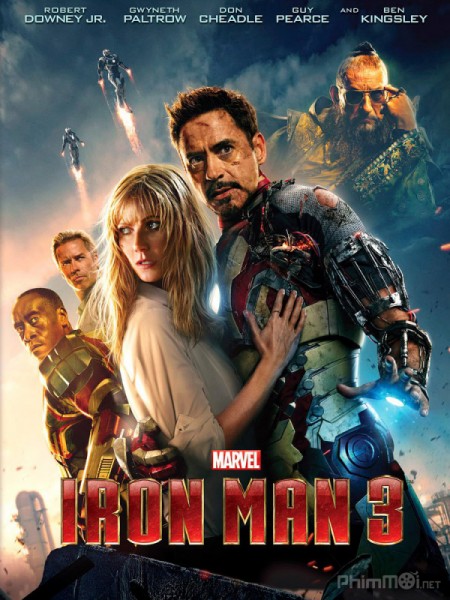 ROBERT GWYNETH DON GUY AND BEN
DOWNEY JR. PALTROW CHEADLE PEARCE KINGSLEY
MARVEL
IRON MAN 3
PHIMMOI.NET